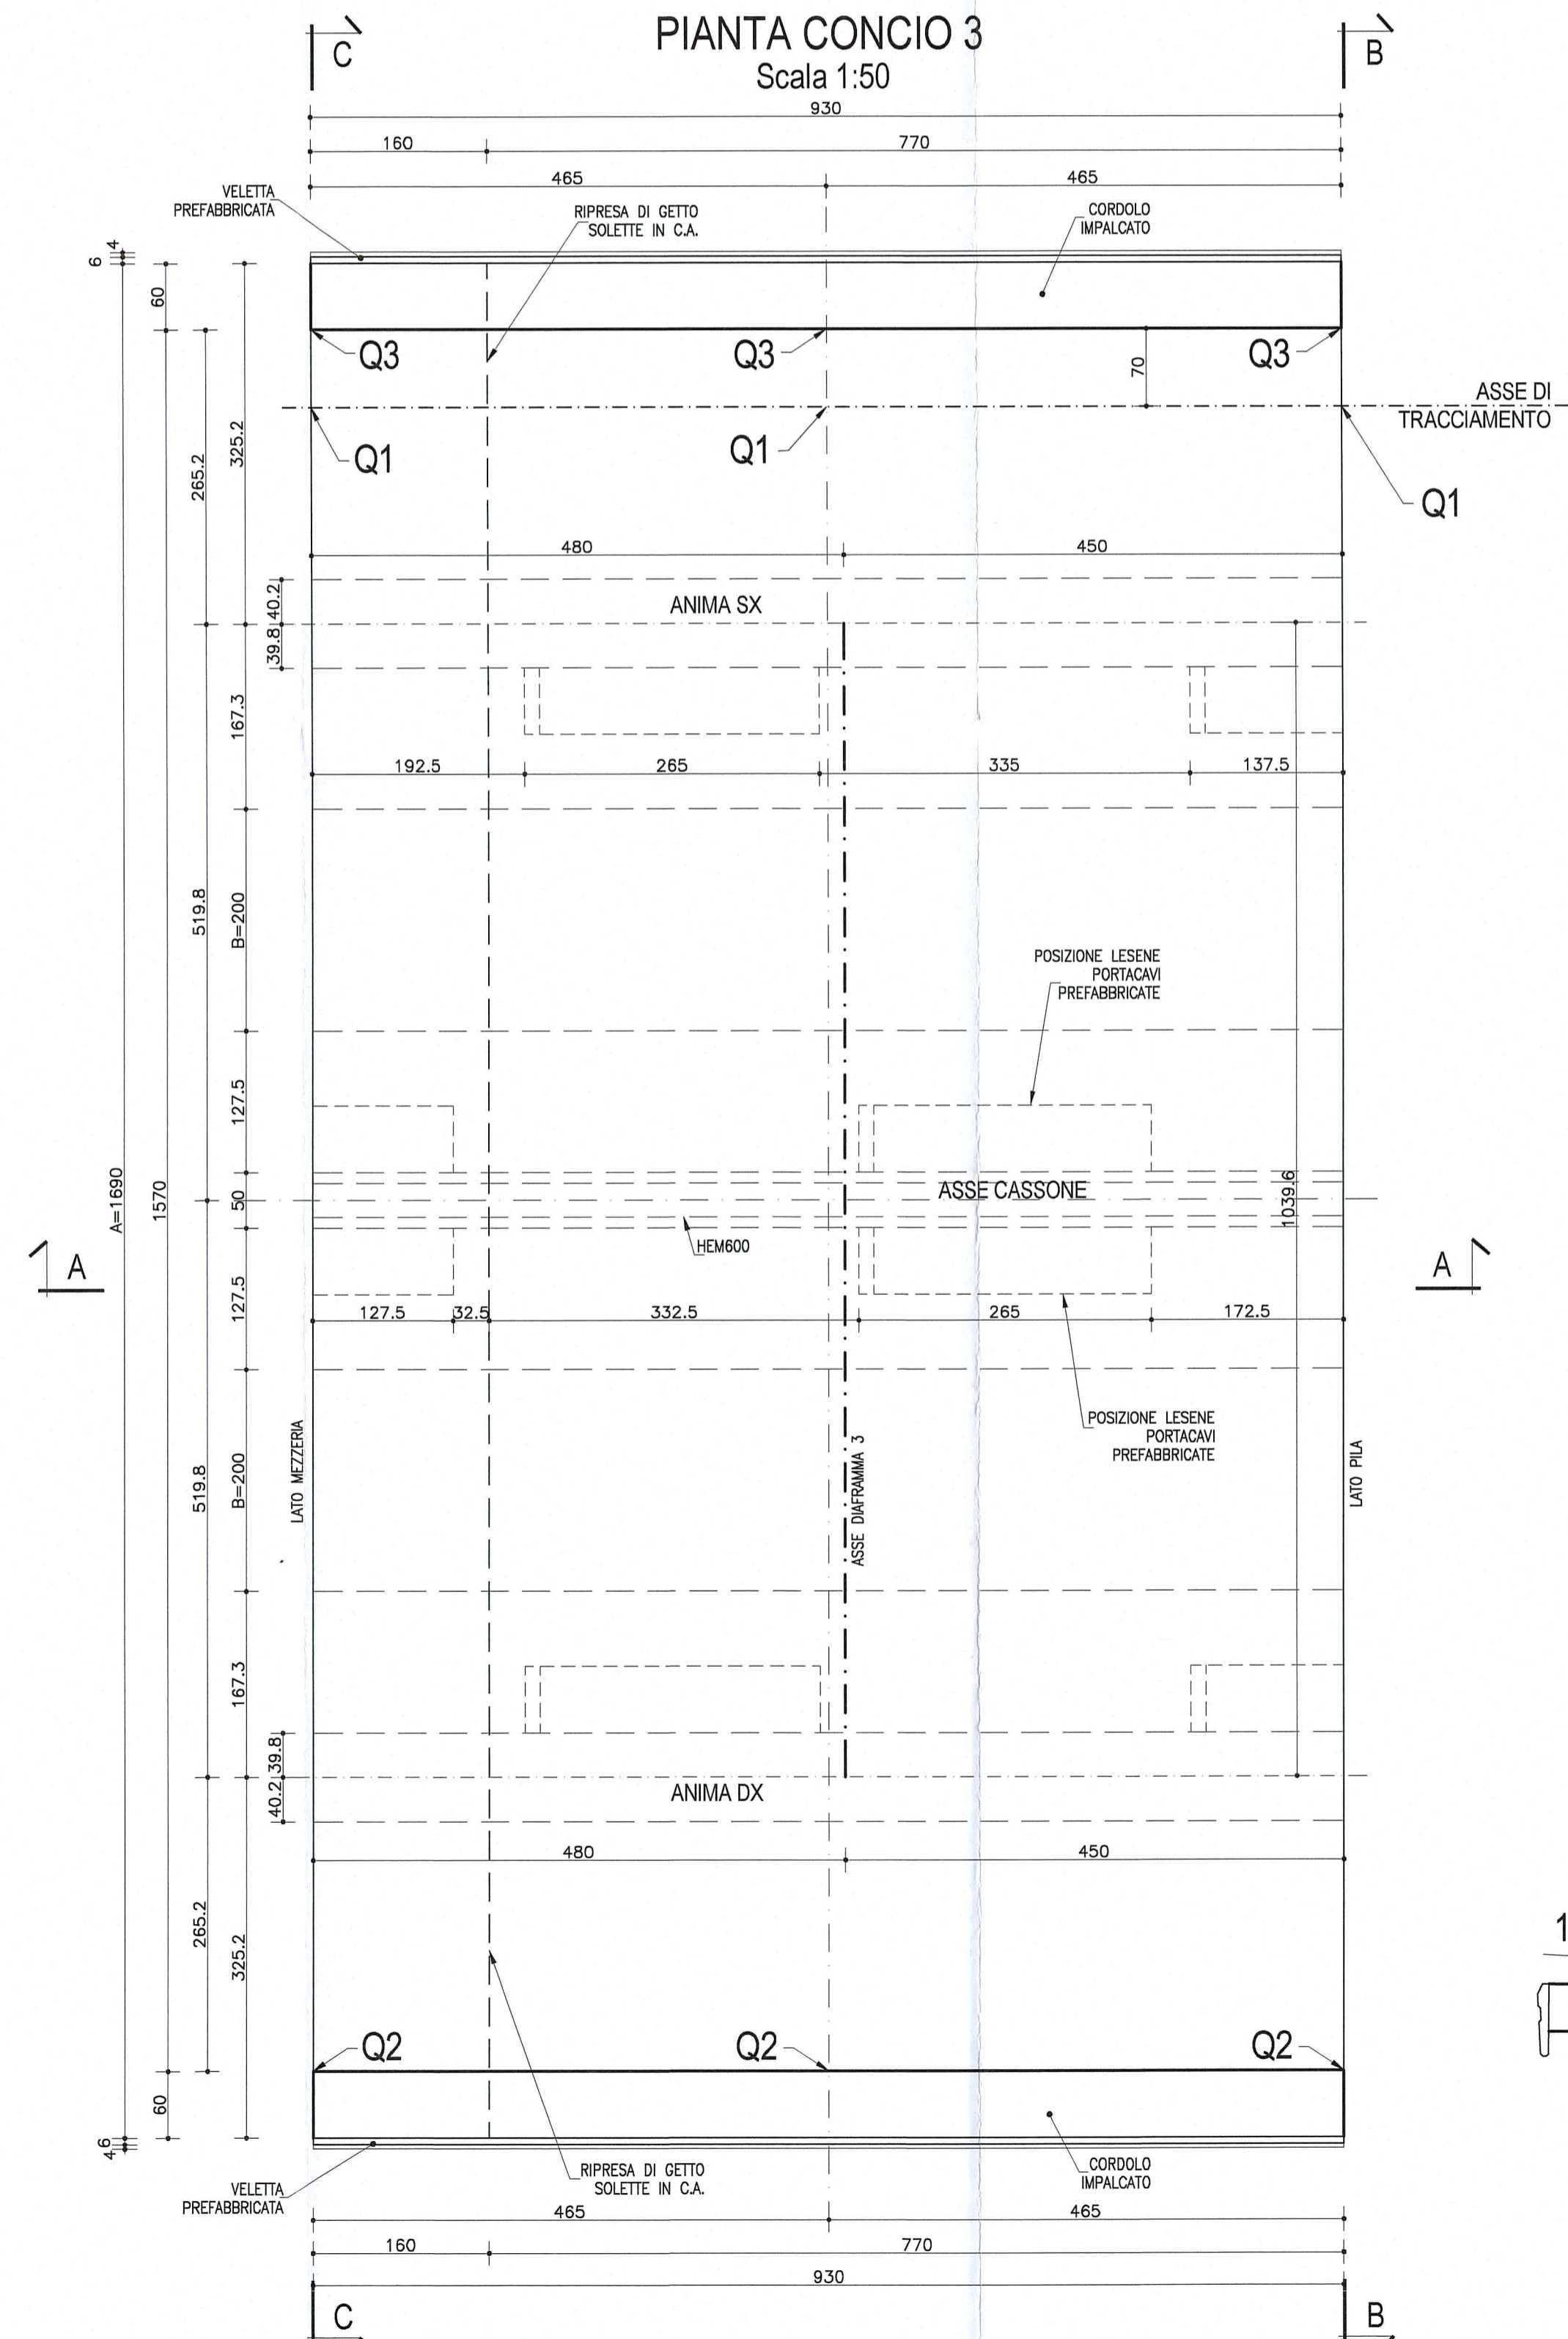 PIANTA CONCIO 3
Scala 1:50
C
B
930
160
770
465
465
VELETTA
PREFABBRICATA
RIPRESA DI GETTO
SOLETTE IN C.A.
CORDOLO
IMPALCATO
4
6
60
Q3
Q3
Q3
70
ASSE DI
TRACCIAMENTO
Q1
Q1
Q1
265.2
325.2
480
450
40.2
39.8
ANIMA SX
167.3
192.5
265
335
137.5
519.8
B=200
POSIZIONE LESENE
PORTACAVI
PREFABBRICATE
127.5
A=1690
1570
50
ASSE CASSONE
1039.6
HEM600
A
A
127.5
127.5
32.5
332.5
265
172.5
POSIZIONE LESENE
PORTACAVI
PREFABBRICATE
LATO MEZZERIA
ASSE DIAFRAMMA 3
LATO PILA
519.8
B=200
167.3
39.8
40.2
ANIMA DX
480
450
265.2
325.2
1
Q2
Q2
Q2
60
6
4
RIPRESA DI GETTO
SOLETTE IN C.A.
CORDOLO
IMPALCATO
VELETTA
PREFABBRICATA
465
465
160
770
930
C
B